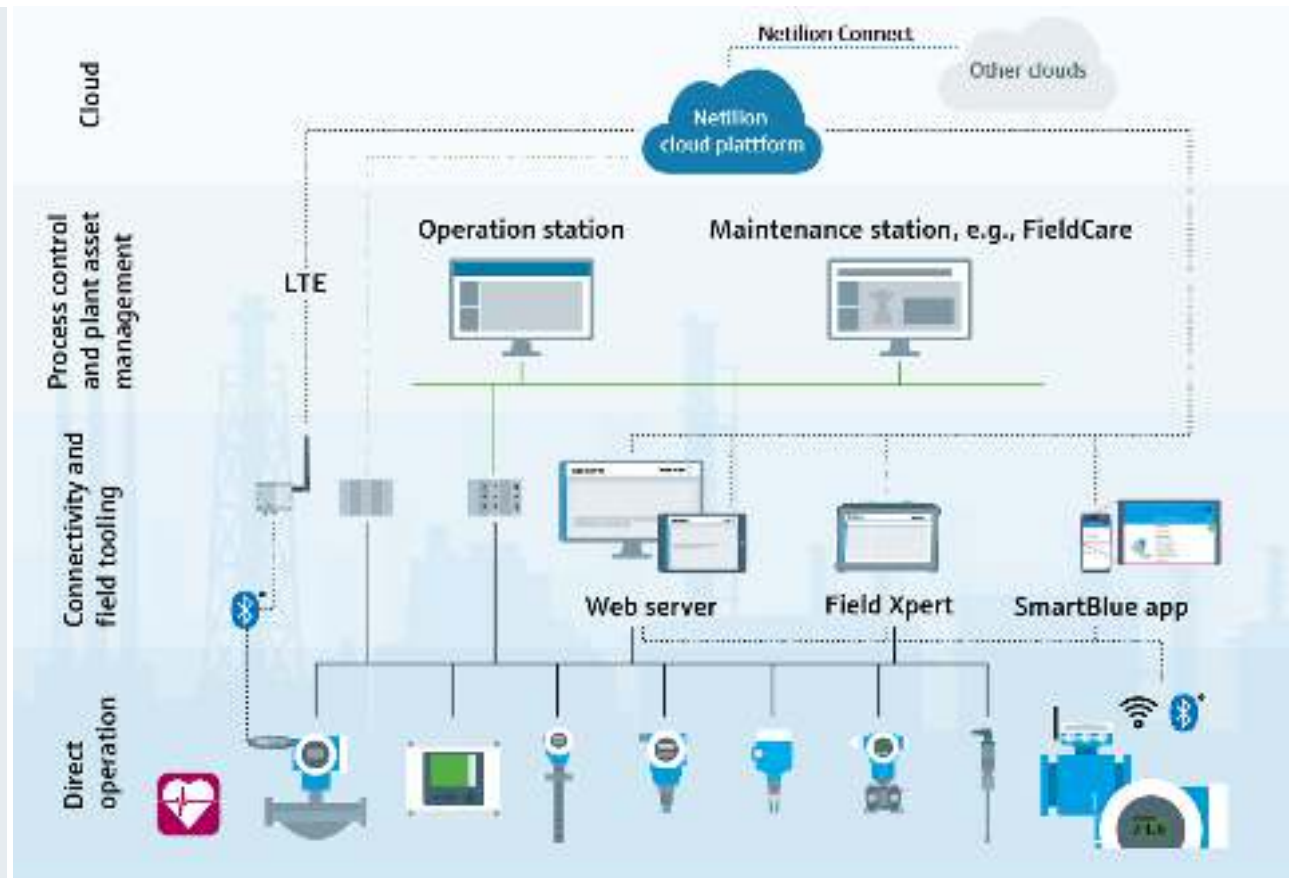 Cloud
Netilion Connect
Other clouds
Netilion
cloud plattform
Process control
and plant asset
management
Operation station
Maintenance station, e.g., FieldCare
LTE
Connectivity and
field tooling
Web server
Field Xpert
SmartBlue app
Direct
operation